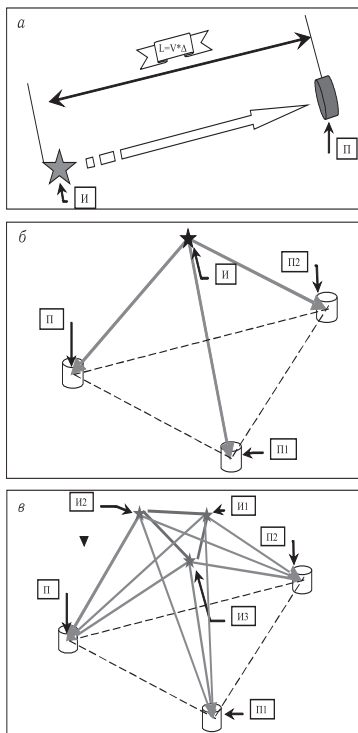 а
L=V*Δ
П
И
б
П2
И
П
П1
в
И2
И1
П2
П
И3
П1